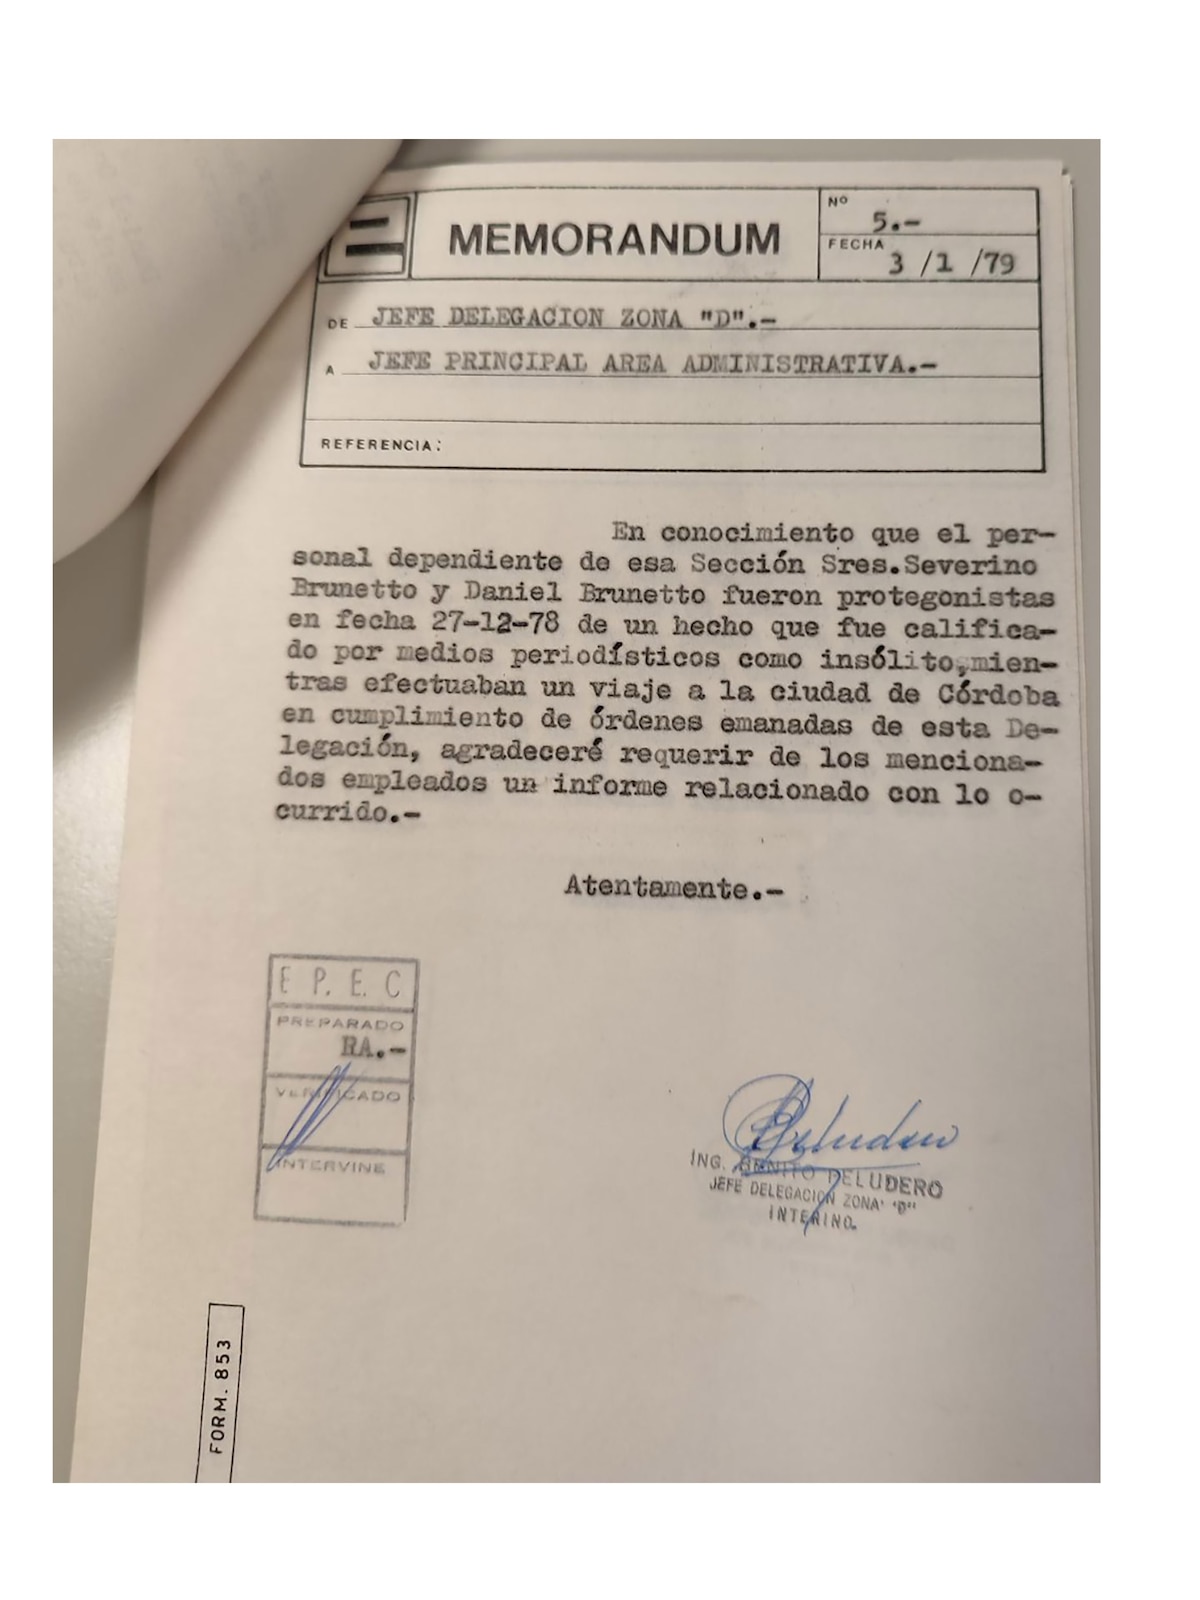 MEMORANDUM
Nº 5.-
FECHA 3 /1 /79
DE JEFE DELEGACION ZONA "D".-
A JEFE PRINCIPAL AREA ADMINISTRATIVA.-
REFERENCIA:
En conocimiento que el per-
sonal dependiente de esa Sección Sres.Severino
Brunetto y Daniel Brunetto fueron protegonistas
en fecha 27-12-78 de un hecho que fue califica-
do por medios periodísticos como insólito,mien-
tras efectuaban un viaje a la ciudad de Córdoba
en cumplimiento de órdenes emanadas de esta De-
legación, agradeceré requerir de los menciona-
dos empleados un informe relacionado con lo o-
currido.-
Atentamente.-
E P. E. C
PREPARADO
RA.-
VERIFICADO
INTERVINE
ING. BENITO PELUDERO
JEFE DELEGACION ZONA "D"
INTERINO.
FORM. 853